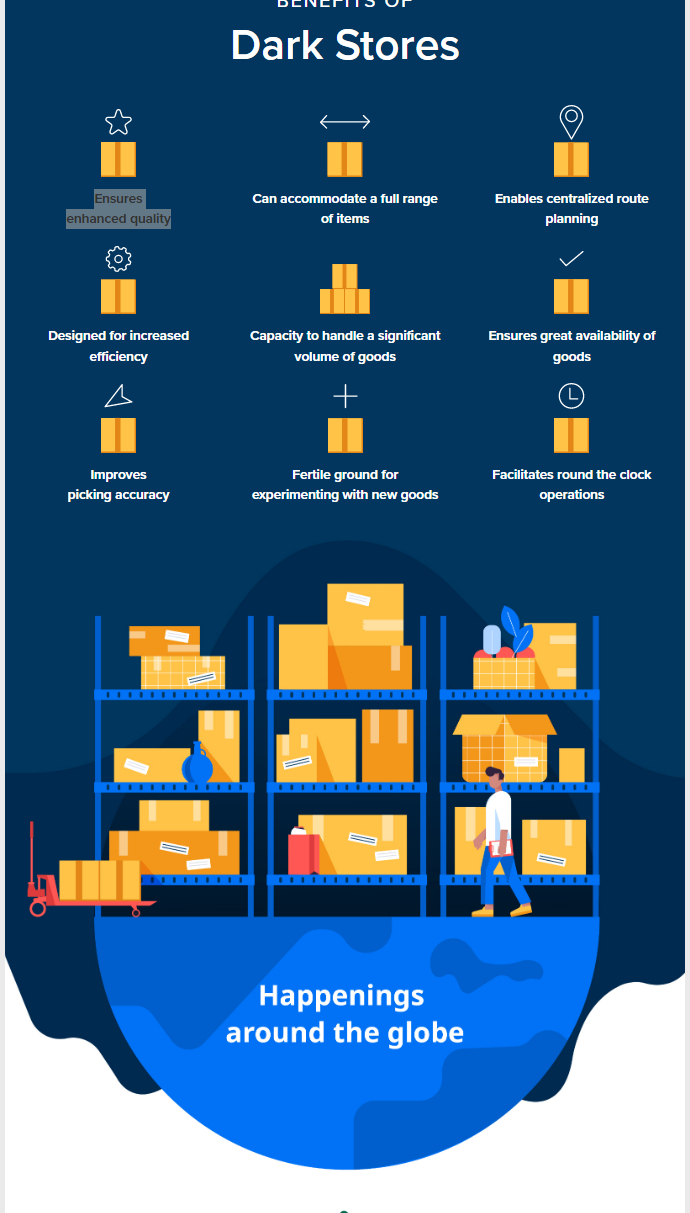 BENEFITS OF
Dark Stores
Ensures
enhanced quality
Can accommodate a full range
of items
Enables centralized route
planning
Designed for increased
efficiency
Capacity to handle a significant
volume of goods
Ensures great availability of
goods
Improves
picking accuracy
Fertile ground for
experimenting with new goods
Facilitates round the clock
operations
Happenings
around the globe